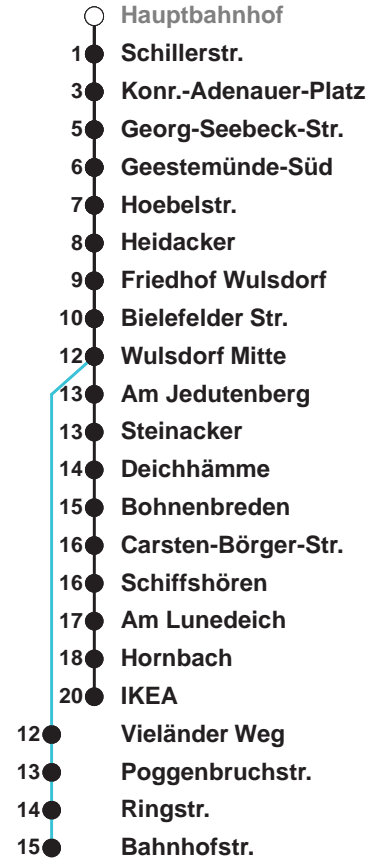 Hauptbahnhof
1 Schillerstr.
3 Konr.-Adenauer-Platz
5 Georg-Seebeck-Str.
6 Geestemünde-Süd
7 Hoebelstr.
8 Heidacker
9 Friedhof Wulsdorf
10 Bielefelder Str.
12 Wulsdorf Mitte
13 Am Jedutenberg
13 Steinacker
14 Deichhämme
15 Bohnenbreden
16 Carsten-Börger-Str.
16 Schiffshören
17 Am Lunedeich
18 Hornbach
20 IKEA
12 Vieländer Weg
13 Poggenbruchstr.
14 Ringstr.
15 Bahnhofstr.